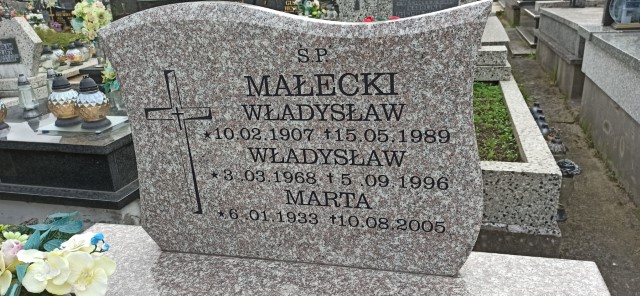 S.P.
MAŁECKI
WŁADYSŁAW
*10.02.1907 †15.05.1989
WŁADYSŁAW
*3.03.1968 †5.09.1996
MARTA
*6.01.1933 †10.08.2005